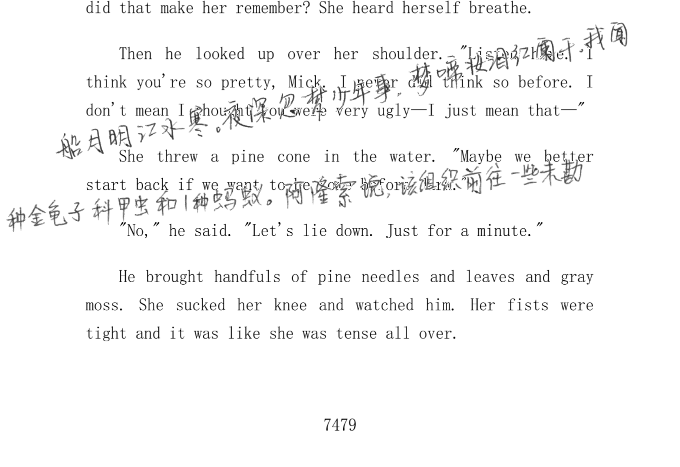 did that make her remember? She heard herself breathe.
Then he looked up over her shoulder. "Listen here. I
think you're so pretty, Mick. I never did think so before. I
don't mean I thought you were very ugly—I just mean that—"
船月明江水寒。夜深忽梦少年事,梦啼妆泪红阑干。我闻
She threw a pine cone in the water. "Maybe we better
start back if we want to be home before
种金龟子科甲虫和1种蚂蚁。阿隆索院,该组织前往一些未勘
"No," he said. "Let's lie down. Just for a minute."
He brought handfuls of pine needles and leaves and gray
moss. She sucked her knee and watched him. Her fists were
tight and it was like she was tense all over.
7479